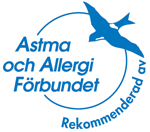 Astma
och Allergi
Förbundet
Rekommenderad av